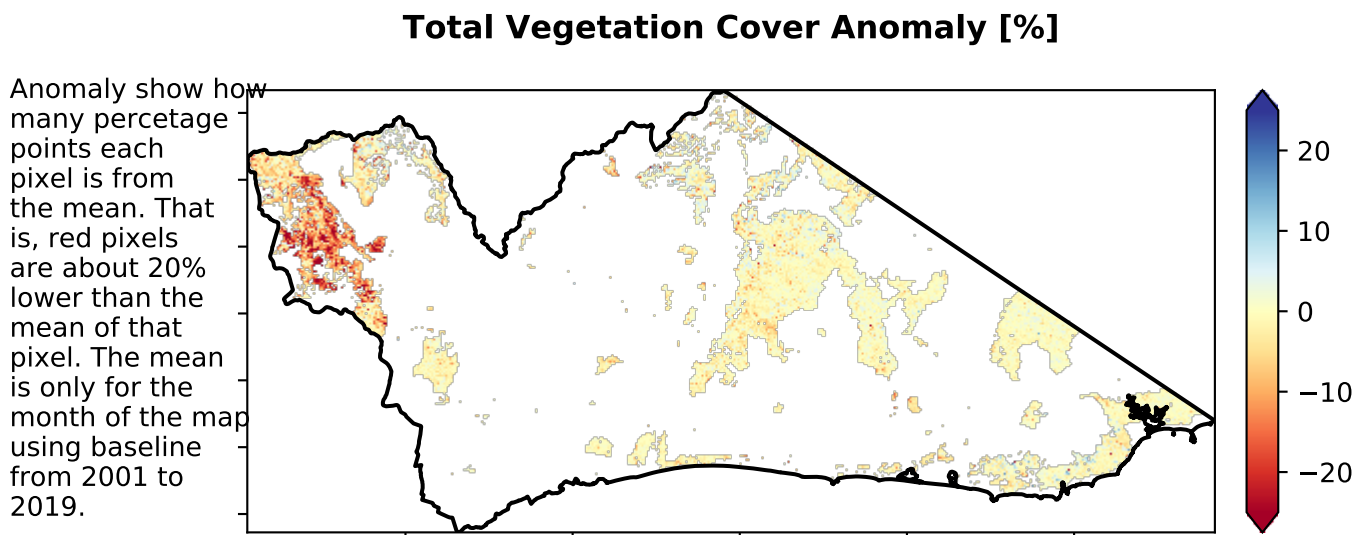 Total Vegetation Cover Anomaly [%]
Anomaly show how
many percetage
points each
pixel is from
the mean. That
is, red pixels
are about 20%
lower than the
mean of that
pixel. The mean
is only for the
month of the map
using baseline
from 2001 to
2019.
20
10
0
−10
−20